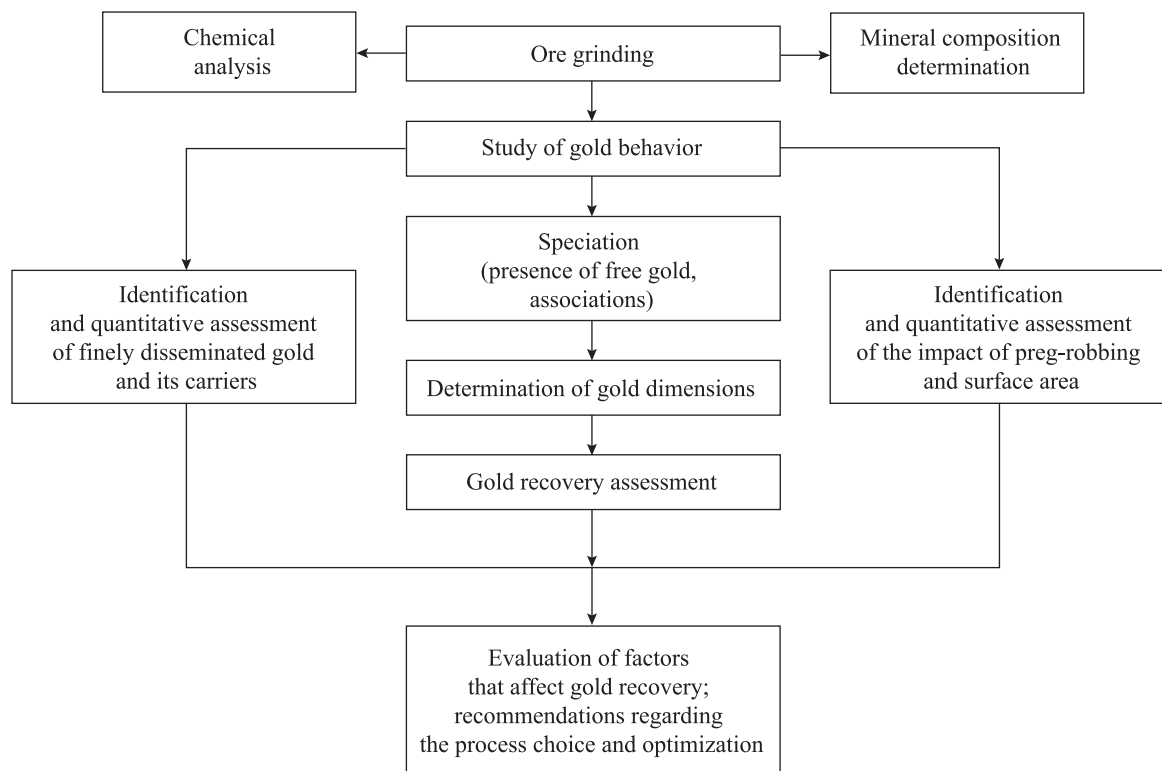 Chemical
analysis
Ore grinding
Mineral composition
determination
Study of gold behavior
Speciation
(presence of free gold,
associations)
Identification
and quantitative assessment
of finely disseminated gold
and its carriers
Identification
and quantitative assessment
of the impact of preg-robbing
and surface area
Determination of gold dimensions
Gold recovery assessment
Evaluation of factors
that affect gold recovery;
recommendations regarding
the process choice and optimization